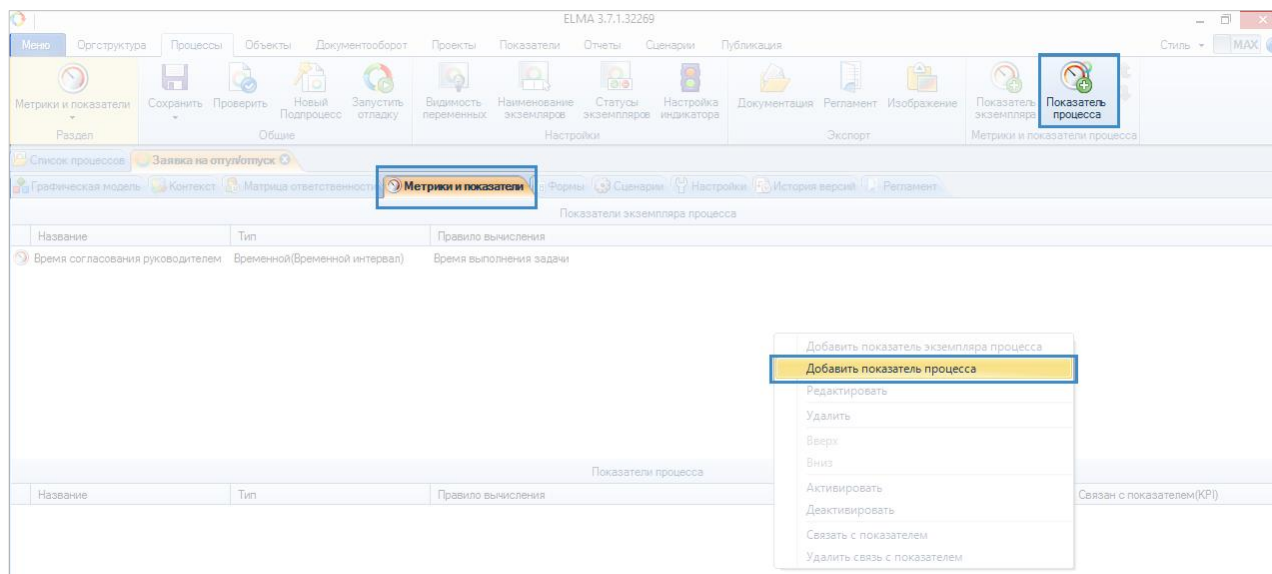 ELMA 3.7.1.32269
Меню Оргструктура Процессы Объекты Документооборот Проекты Показатели Отчеты Сценарии Публикация Стиль MAX
Метрики и показатели Сохранить Проверить Новый Подпроцесс Запустить отладку Видимость переменных Наименование экземпляров Статусы экземпляров Настройка индикатора Документация Регламент Изображение Показатель экземпляра Показатель процесса
Раздел Общие Настройки Экспорт Метрики и показатели процесса
Список процессов Заявка на отгул/отпуск
Графическая модель Контекст Матрица ответственности Метрики и показатели Формы Сценарии Настройки История версий Регламент
Показатели экземпляра процесса
Название Тип Правило вычисления
Время согласования руководителем Временной(Временной интервал) Время выполнения задачи
Добавить показатель экземпляра процесса
Добавить показатель процесса
Редактировать
Удалить
Вверх
Вниз
Активировать
Деактивировать
Связать с показателем
Удалить связь с показателем
Показатели процесса
Название Тип Правило вычисления Связан с показателем(KPI)